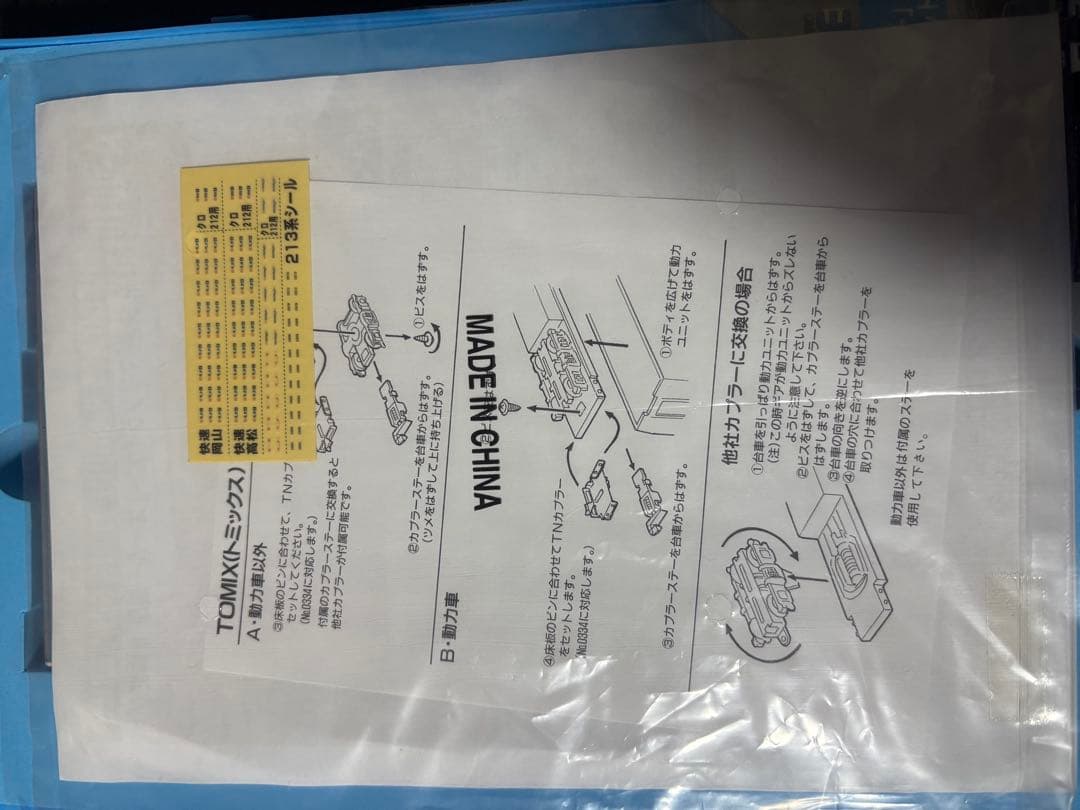 快速
岡山
クロ
212用
快速
高松
クロ
212用
クロ
212用
213系シール
TOMIX(トミックス)
A・動力車以外
③床板のピンに合わせて、TNカプ
セットしてください。
(No.0334に対応します。)
付属のカプラーステーに交換すると
他社カプラーが付属可能です。
①ビスをはずす。
②カプラーステーを台車からはずす。
(ツメをはずして上に持ち上げる)
B・動力車
MADE IN CHINA
④床板のピンに合わせてTNカプラー
をセットします。
(No.0334に対応します。)
①ボディを広げて動力
ユニットをはずす。
③カプラーステーを台車からはずす。
他社カプラーに交換の場合
①台車を引っぱり動力ユニットからはずす。
(注)この時ギアが動力ユニットからズレない
ように注意して下さい。
②ビスをはずして、カプラーステーを台車から
はずします。
③台車の向きを逆にします。
④台車の穴に合わせて他社カプラーを
取りけます。
動力車以外は付属のステーを
使用して下さい。